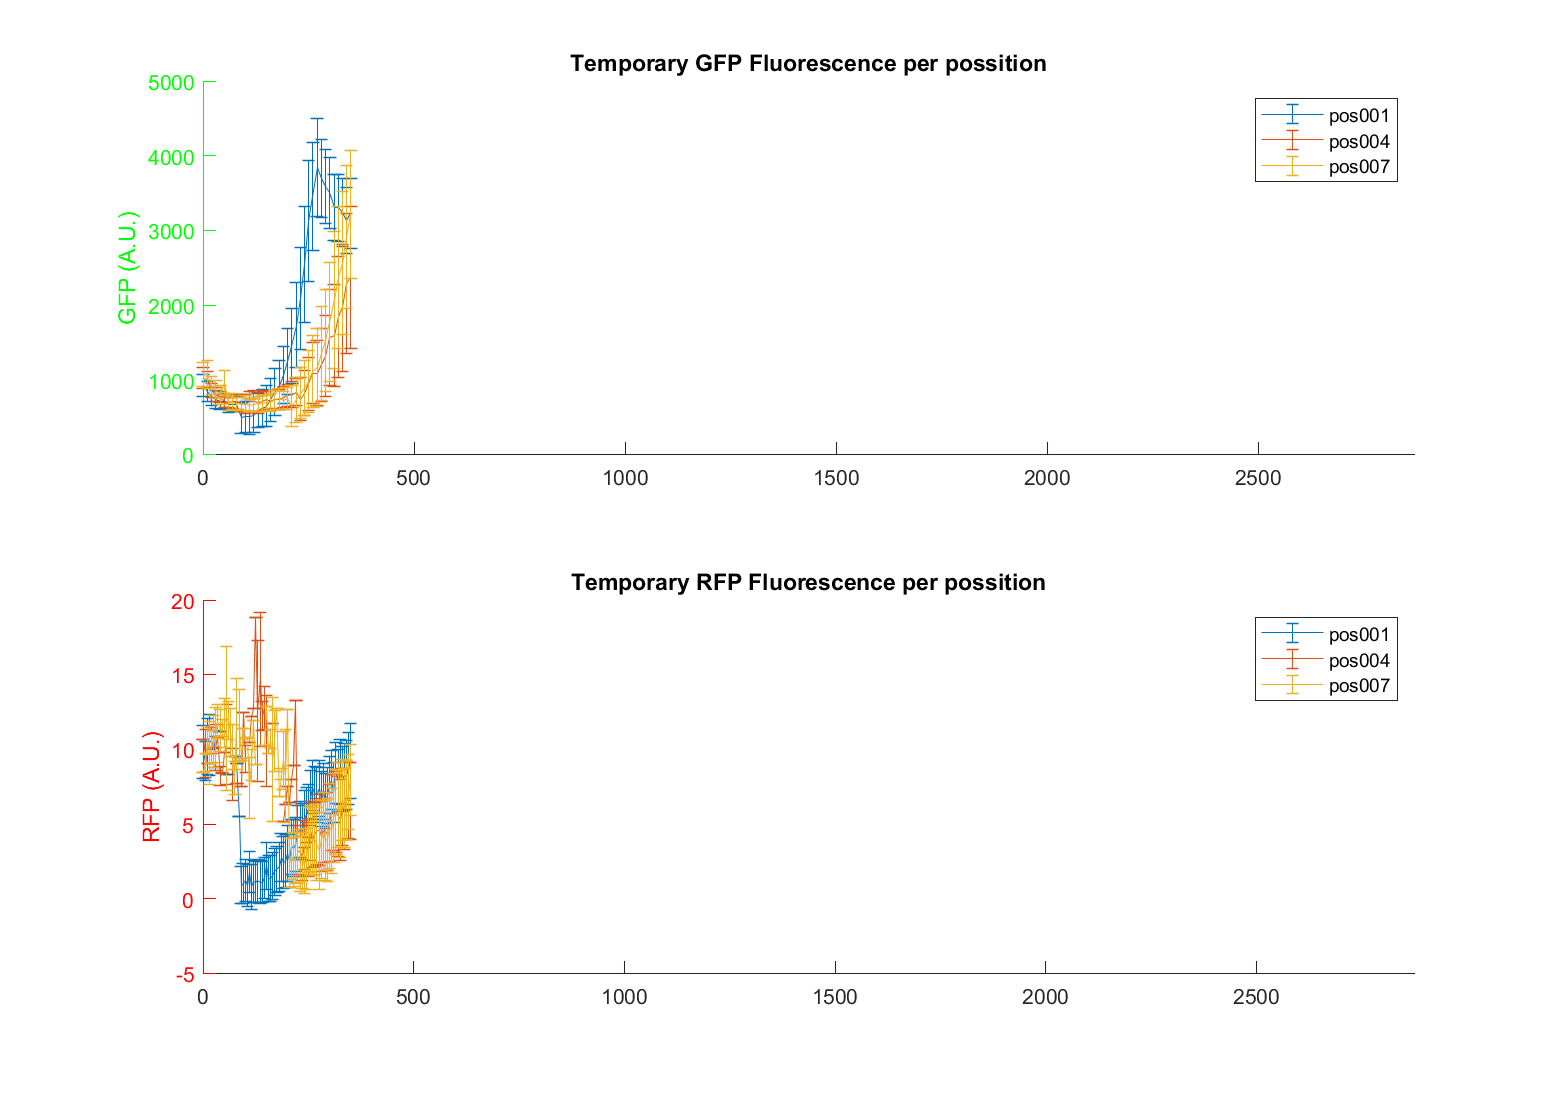 Temporary GFP Fluorescence per possition
5000
4000
3000
2000
1000
0
GFP (A.U.)
pos001
pos004
pos007
0 500 1000 1500 2000 2500
Temporary RFP Fluorescence per possition
20
15
10
5
0
-5
RFP (A.U.)
pos001
pos004
pos007
0 500 1000 1500 2000 2500